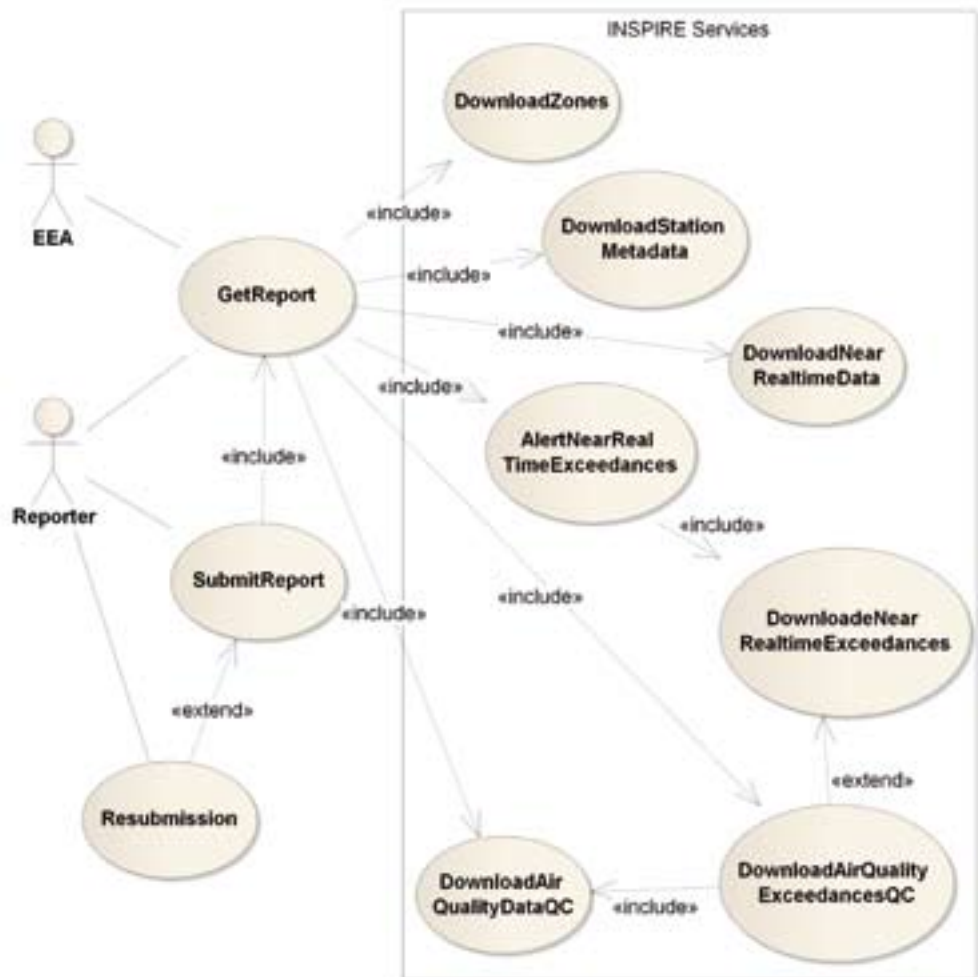 INSPIRE Services
DownloadZones
EEA
«include»
DownloadStation
Metadata
«include»
GetReport
«include»
DownloadNear
RealtimeData
«include»
AlertNearReal
TimeExceedances
«include»
Reporter
«include»
SubmitReport
«include»
«include»
DownloadeNear
RealtimeExceedances
«extend»
«extend»
Resubmission
DownloadAir
QualityDataQC
«include»
DownloadAirQuality
ExceedancesQC